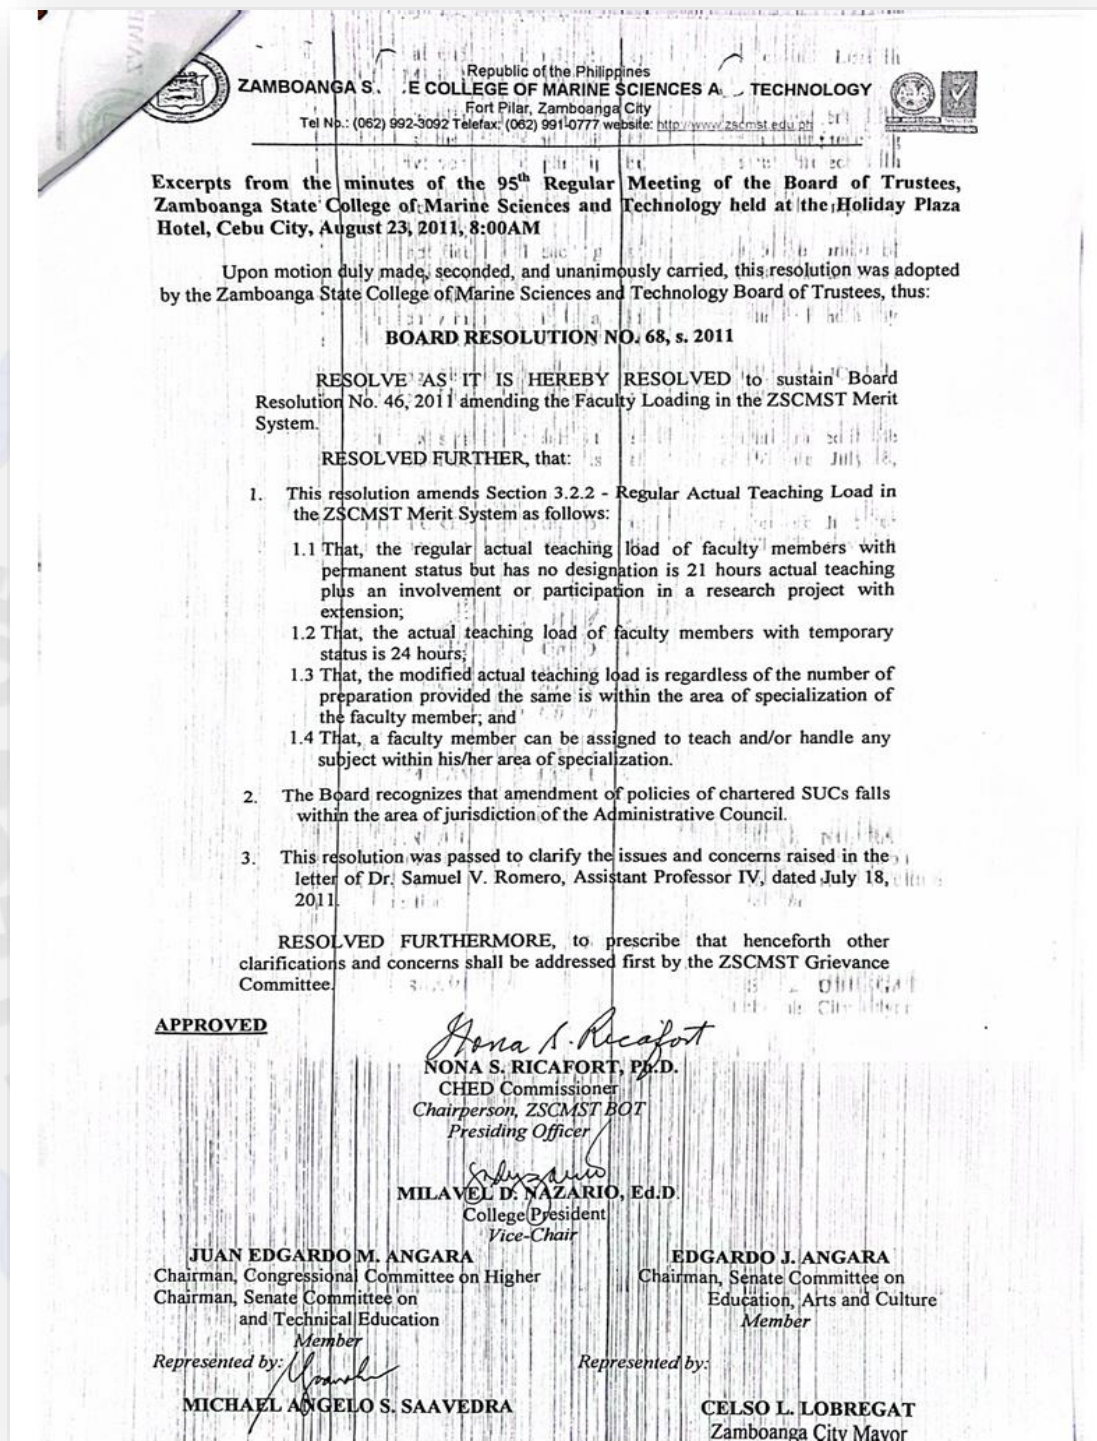 Republic of the Philippines
ZAMBOANGA S. E COLLEGE OF MARINE SCIENCES A TECHNOLOGY
Fort Pilar, Zamboanga City
Tel No.: (062) 992-3092 Telefax: (062) 991-0777 website: http://www.zscmst.edu.ph
Excerpts from the minutes of the 95th Regular Meeting of the Board of Trustees,
Zamboanga State College of Marine Sciences and Technology held at the Holiday Plaza
Hotel, Cebu City, August 23, 2011, 8:00AM
Upon motion duly made, seconded, and unanimously carried, this resolution was adopted
by the Zamboanga State College of Marine Sciences and Technology Board of Trustees, thus:
BOARD RESOLUTION NO. 68, s. 2011
RESOLVE AS IT IS HEREBY RESOLVED to sustain Board
Resolution No. 46, 2011 amending the Faculty Loading in the ZSCMST Merit
System.
RESOLVED FURTHER, that:
1. This resolution amends Section 3.2.2 - Regular Actual Teaching Load in
the ZSCMST Merit System as follows:
1.1 That, the regular actual teaching load of faculty members with
permanent status but has no designation is 21 hours actual teaching
plus an involvement or participation in a research project with
extension;
1.2 That, the actual teaching load of faculty members with temporary
status is 24 hours;
1.3 That, the modified actual teaching load is regardless of the number of
preparation provided the same is within the area of specialization of
the faculty member; and
1.4 That, a faculty member can be assigned to teach and/or handle any
subject within his/her area of specialization.
2. The Board recognizes that amendment of policies of chartered SUCs falls
within the area of jurisdiction of the Administrative Council.
3. This resolution was passed to clarify the issues and concerns raised in the
letter of Dr. Samuel V. Romero, Assistant Professor IV, dated July 18,
2011.
RESOLVED FURTHERMORE, to prescribe that henceforth other
clarifications and concerns shall be addressed first by the ZSCMST Grievance
Committee.
APPROVED
Nona S. Ricafort
NONA S. RICAFORT, Ph.D.
CHED Commissioner
Chairperson, ZSCMST BOT
Presiding Officer
MILAVEL D. NAZARIO, Ed.D.
College President
Vice-Chair
JUAN EDGARDO M. ANGARA
Chairman, Congressional Committee on Higher
Chairman, Senate Committee on
and Technical Education
Member
Represented by:
MICHAEL ANGELO S. SAAVEDRA
EDGARDO J. ANGARA
Chairman, Senate Committee on
Education, Arts and Culture
Member
Represented by:
CELSO L. LOBREGAT
Zamboanga City Mayor